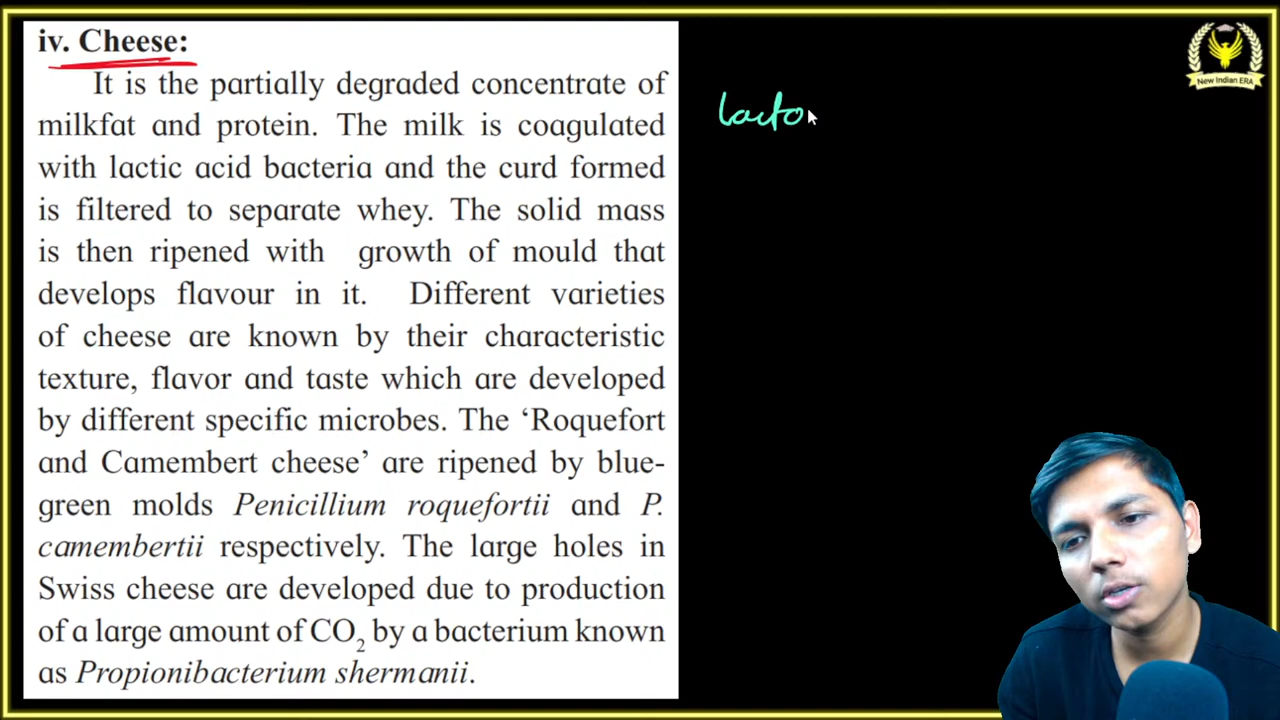 iv. Cheese:
It is the partially degraded concentrate of
milkfat and protein. The milk is coagulated
with lactic acid bacteria and the curd formed
is filtered to separate whey. The solid mass
is then ripened with growth of mould that
develops flavour in it. Different varieties
of cheese are known by their characteristic
texture, flavor and taste which are developed
by different specific microbes. The ‘Roquefort
and Camembert cheese’ are ripened by blue-
green molds Penicillium roquefortii and P.
camembertii respectively. The large holes in
Swiss cheese are developed due to production
of a large amount of CO₂ by a bacterium known
as Propionibacterium shermanii.
Lacto
New Indian ERA